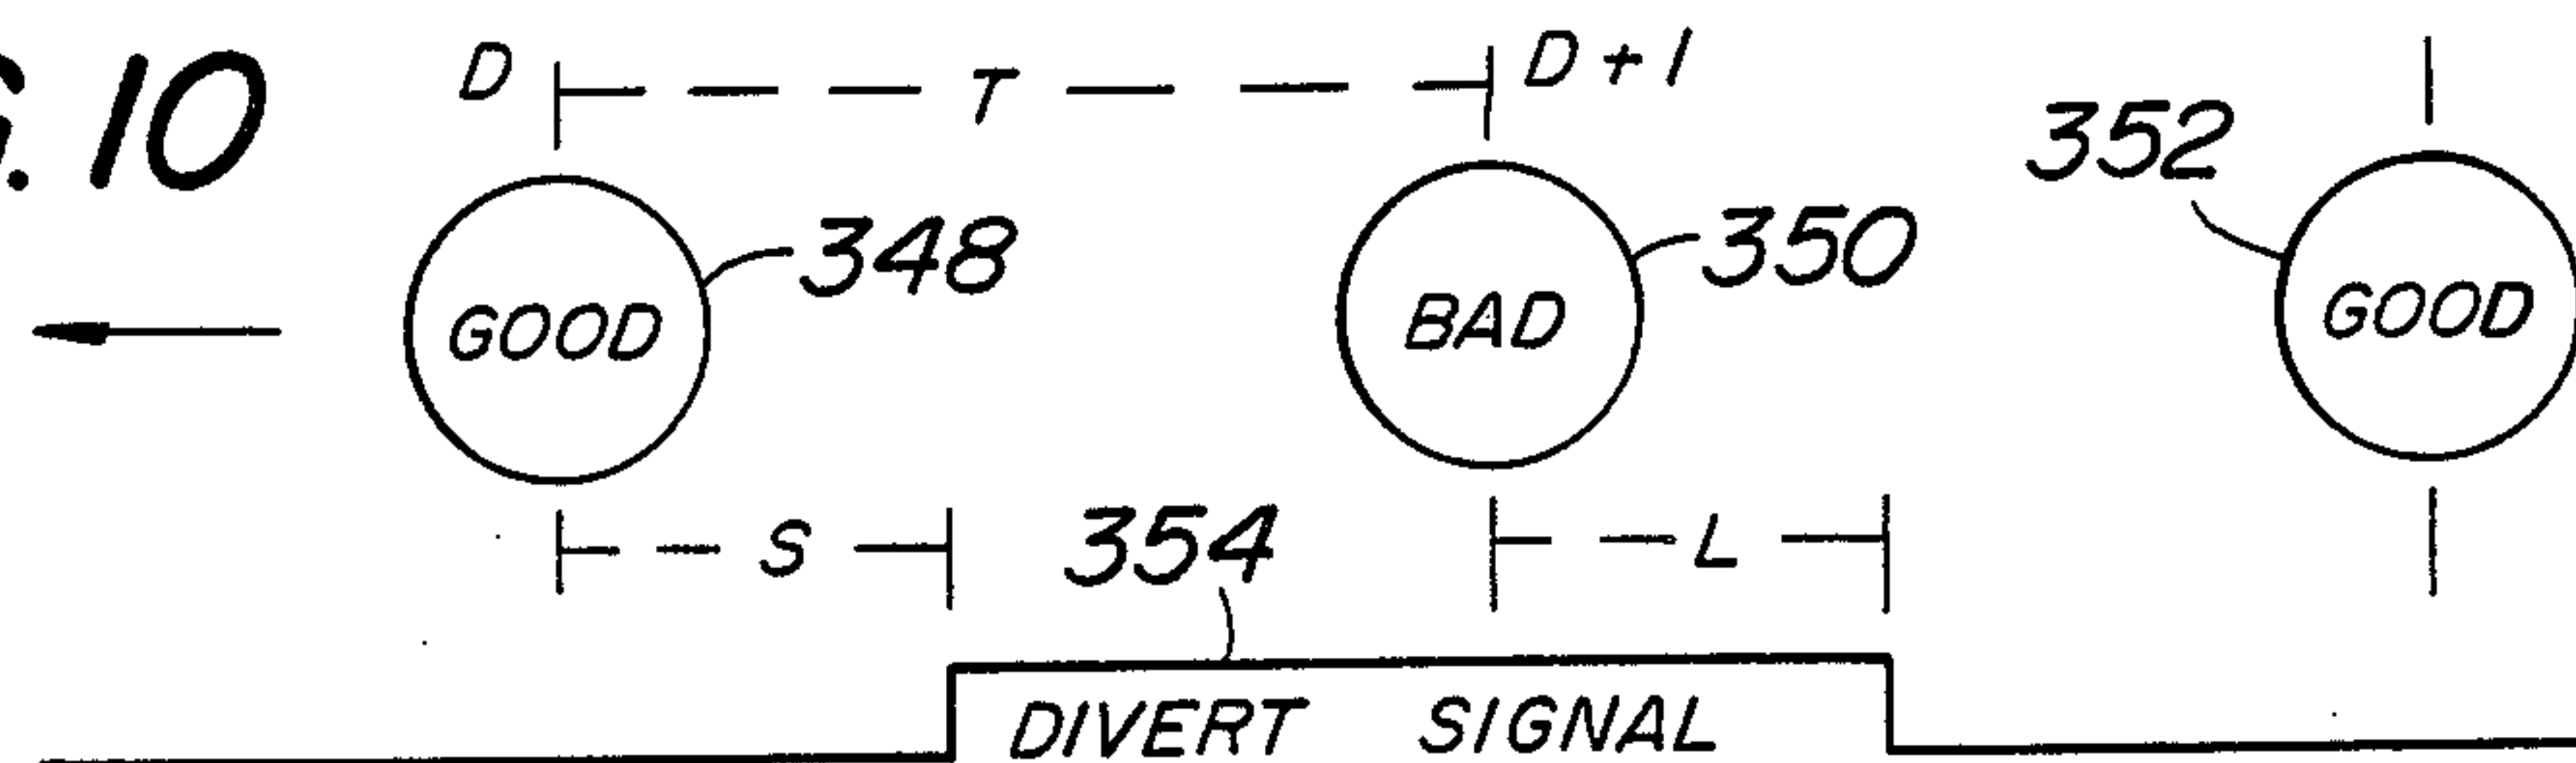 G. 10
D
T
D + 1
352
348
350
GOOD
BAD
GOOD
S
354
L
DIVERT SIGNAL